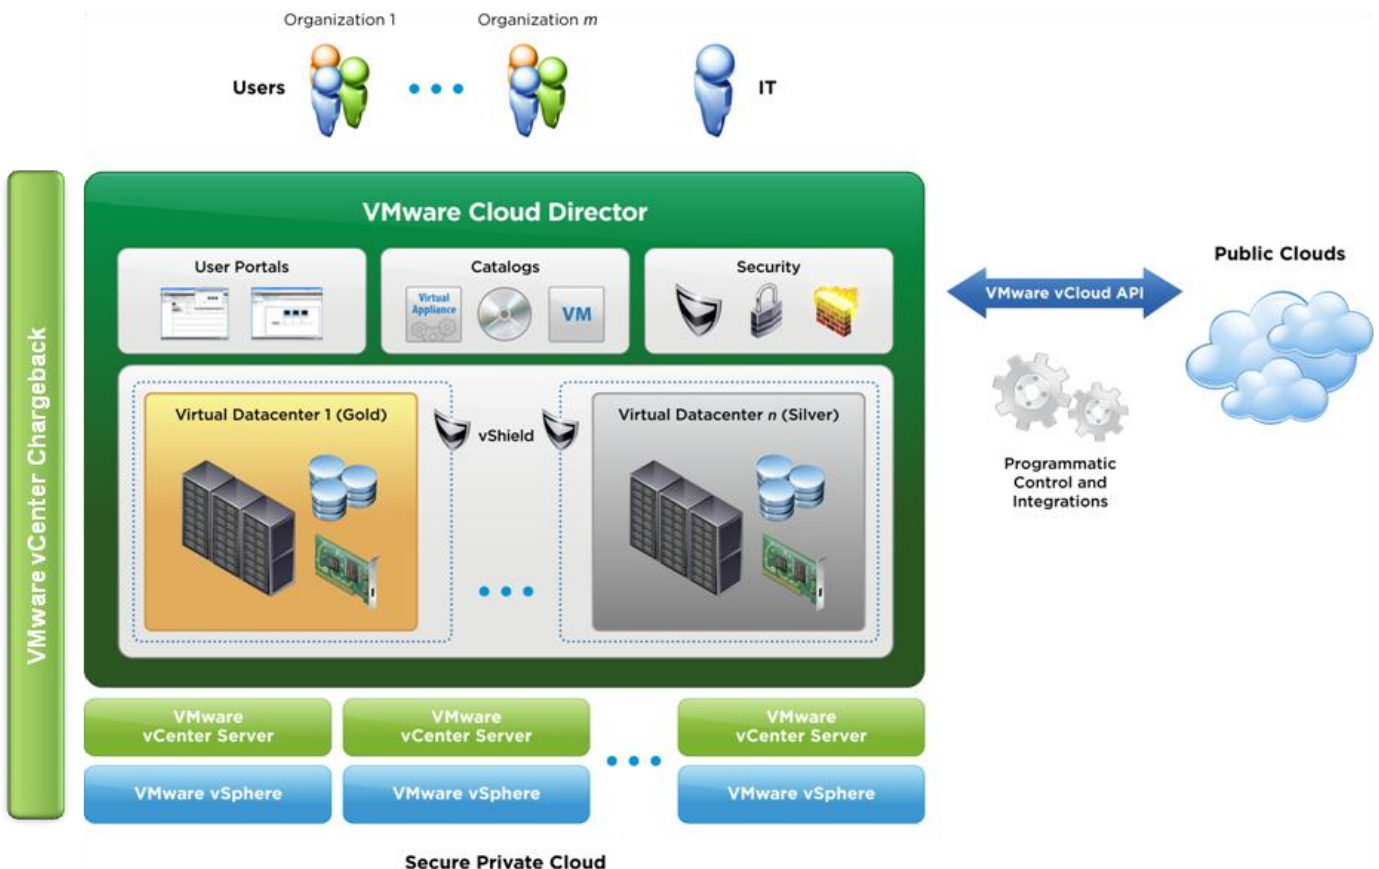 Organization 1
Organization m
Users
IT
VMware vCenter Chargeback
VMware Cloud Director
User Portals
Catalogs
Security
Virtual
Appliance
VM
VMware vCloud API
Public Clouds
Programmatic
Control and
Integrations
Virtual Datacenter 1 (Gold)
vShield
Virtual Datacenter n (Silver)
VMware
vCenter Server
VMware
vCenter Server
VMware
vCenter Server
VMware vSphere
VMware vSphere
VMware vSphere
Secure Private Cloud